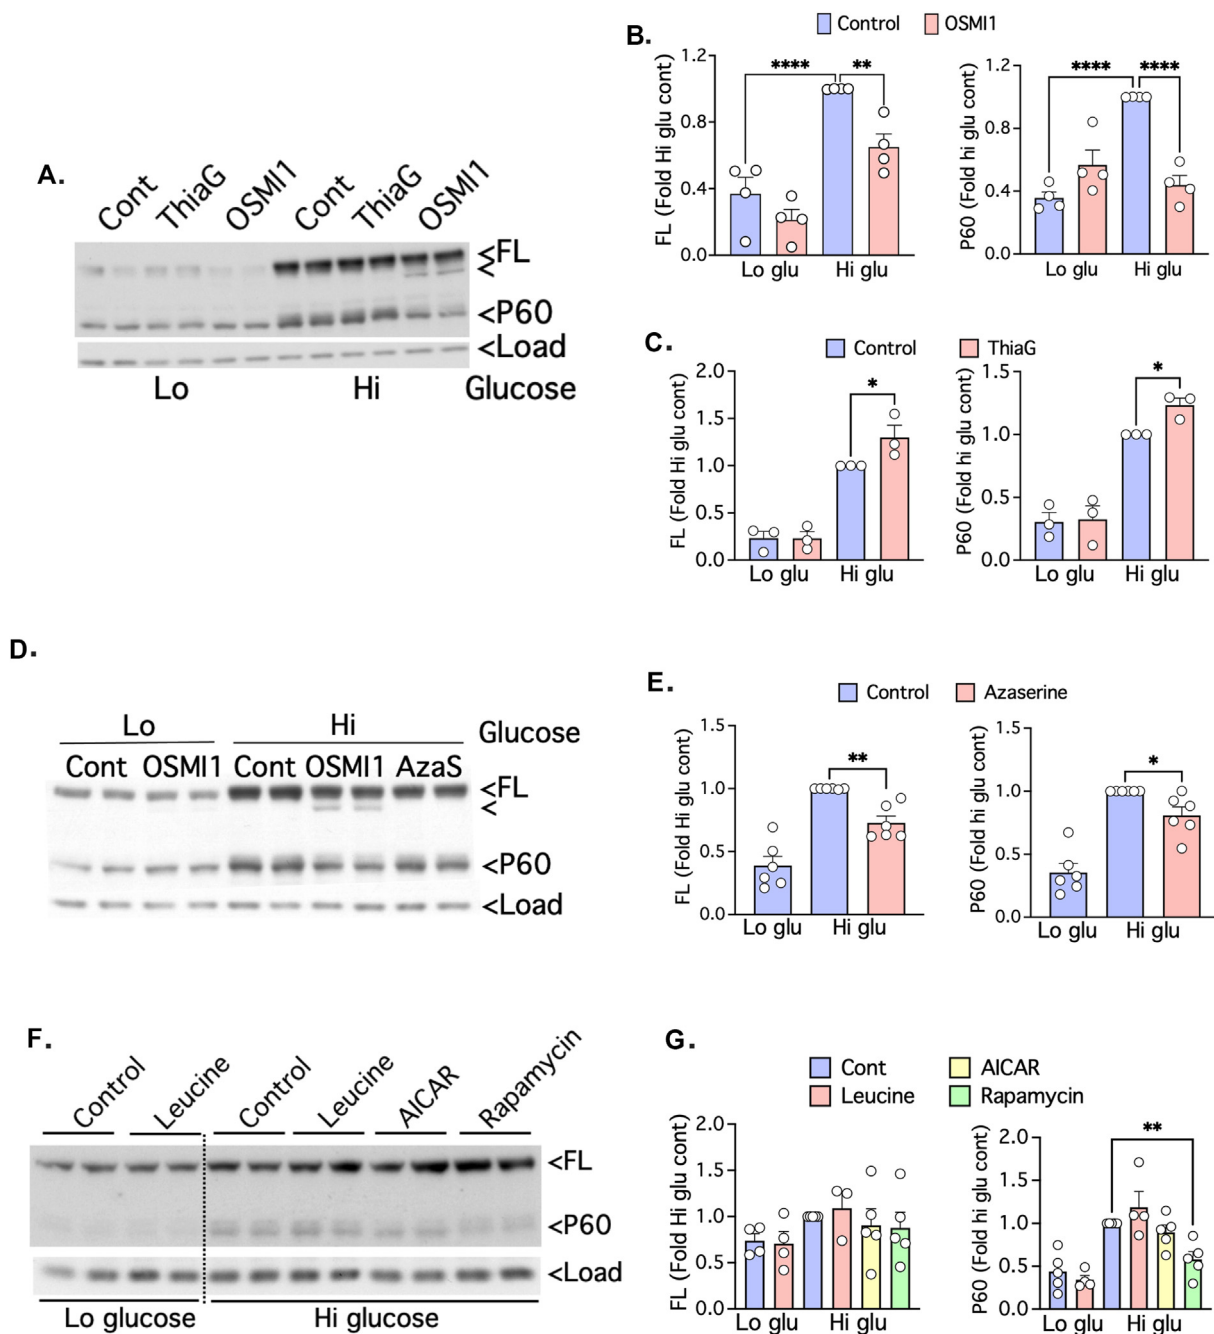 A.
Cont
ThiaG
OSMI1
Cont
ThiaG
OSMI1
<FL
<
<P60
<Load
Lo
Hi
Glucose
B.
Control
OSMI1
FL (Fold Hi glu cont)
1.2
0.8
0.4
0.0
****
**
Lo glu
Hi glu
P60 (Fold hi glu cont)
1.2
0.8
0.4
0.0
****
****
Lo glu
Hi glu
C.
Control
ThiaG
FL (Fold Hi glu cont)
2.0
1.5
1.0
0.5
0.0
*
Lo glu
Hi glu
P60 (Fold hi glu cont)
1.5
1.0
0.5
0.0
*
Lo glu
Hi glu
D.
Lo
Hi
Glucose
Cont OSMI1 Cont OSMI1 AzaS
<FL
<
<P60
<Load
E.
Control
Azaserine
FL (Fold Hi glu cont)
1.5
1.0
0.5
0.0
**
Lo glu
Hi glu
P60 (Fold Hi glu cont)
1.5
1.0
0.5
0.0
*
Lo glu
Hi glu
F.
Control
Leucine
Control
Leucine
AICAR
Rapamycin
<FL
<P60
<Load
Lo glucose
Hi glucose
G.
Cont
Leucine
AICAR
Rapamycin
FL (Fold Hi glu cont)
2.0
1.5
1.0
0.5
0.0
Lo glu
Hi glu
P60 (Fold Hi glu cont)
2.0
1.5
1.0
0.5
0.0
**
Lo glu
Hi glu